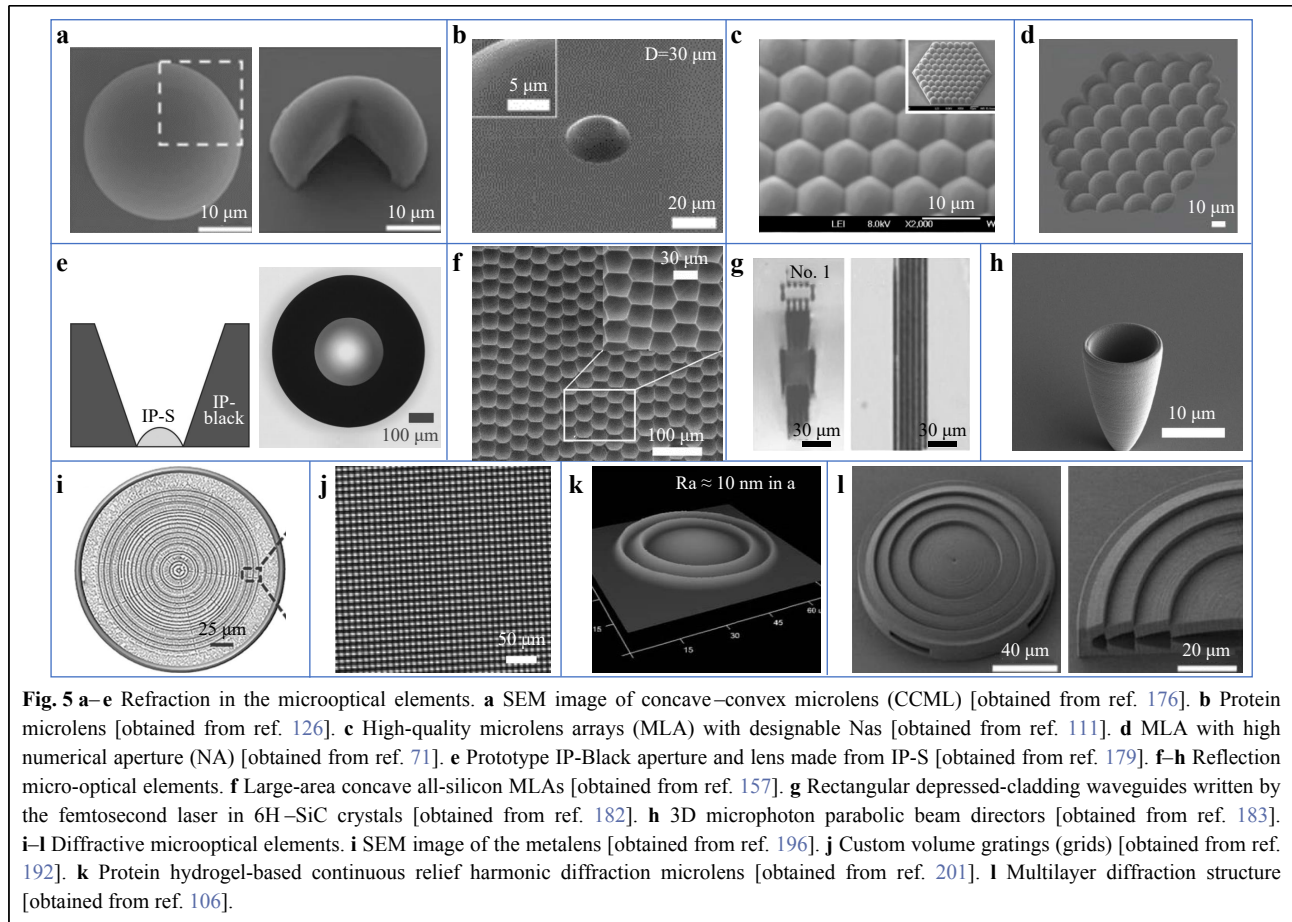 a
10 μm
10 μm
b
D=30 μm
5 μm
20 μm
c
10 μm
LEI 8.0kV X2,000 W
d
10 μm
e
IP-S
IP-
black
100 μm
f
30 μm
100 μm
g
No. 1
30 μm
30 μm
h
10 μm
i
25 μm
j
50 μm
k
Ra ≈ 10 nm in a
15
15
30
45
60 μ
l
40 μm
20 μm
Fig. 5 a–e Refraction in the microoptical elements. a SEM image of concave–convex microlens (CCML) [obtained from ref. 176]. b Protein
microlens [obtained from ref. 126]. c High-quality microlens arrays (MLA) with designable Nas [obtained from ref. 111]. d MLA with high
numerical aperture (NA) [obtained from ref. 71]. e Prototype IP-Black aperture and lens made from IP-S [obtained from ref. 179]. f–h Reflection
micro-optical elements. f Large-area concave all-silicon MLAs [obtained from ref. 157]. g Rectangular depressed-cladding waveguides written by
the femtosecond laser in 6H–SiC crystals [obtained from ref. 182]. h 3D microphoton parabolic beam directors [obtained from ref. 183].
i–l Diffractive microoptical elements. i SEM image of the metalens [obtained from ref. 196]. j Custom volume gratings (grids) [obtained from ref.
192]. k Protein hydrogel-based continuous relief harmonic diffraction microlens [obtained from ref. 201]. l Multilayer diffraction structure
[obtained from ref. 106].